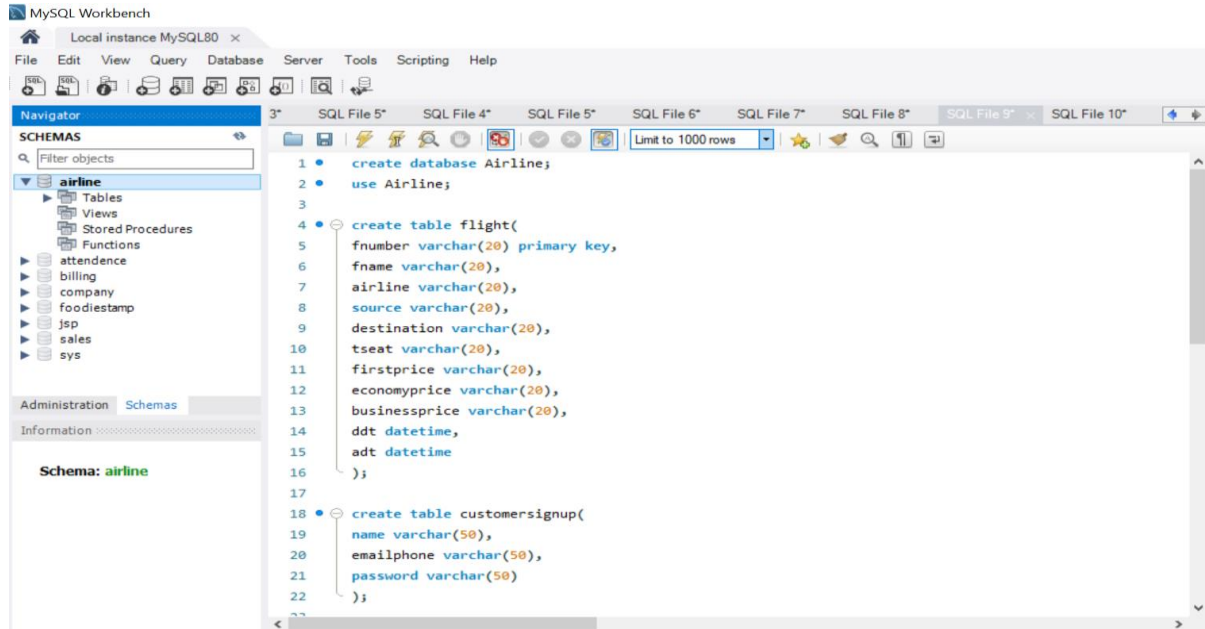 MySQL Workbench
Local instance MySQL80 ×
File Edit View Query Database Server Tools Scripting Help
Navigator
SCHEMAS
Filter objects
airline
Tables
Views
Stored Procedures
Functions
attendence
billing
company
foodiestamp
jsp
sales
sys
Administration Schemas
Information
Schema: airline
3* SQL File 5* SQL File 4* SQL File 5* SQL File 6* SQL File 7* SQL File 8* SQL File 9* × SQL File 10*
Limit to 1000 rows
1 create database Airline;
2 use Airline;
3
4 create table flight(
5 fnumber varchar(20) primary key,
6 fname varchar(20),
7 airline varchar(20),
8 source varchar(20),
9 destination varchar(20),
10 tseat varchar(20),
11 firstprice varchar(20),
12 economyprice varchar(20),
13 businessprice varchar(20),
14 ddt datetime,
15 adt datetime
16 );
17
18 create table customersignup(
19 name varchar(50),
20 emailphone varchar(50),
21 password varchar(50)
22 );